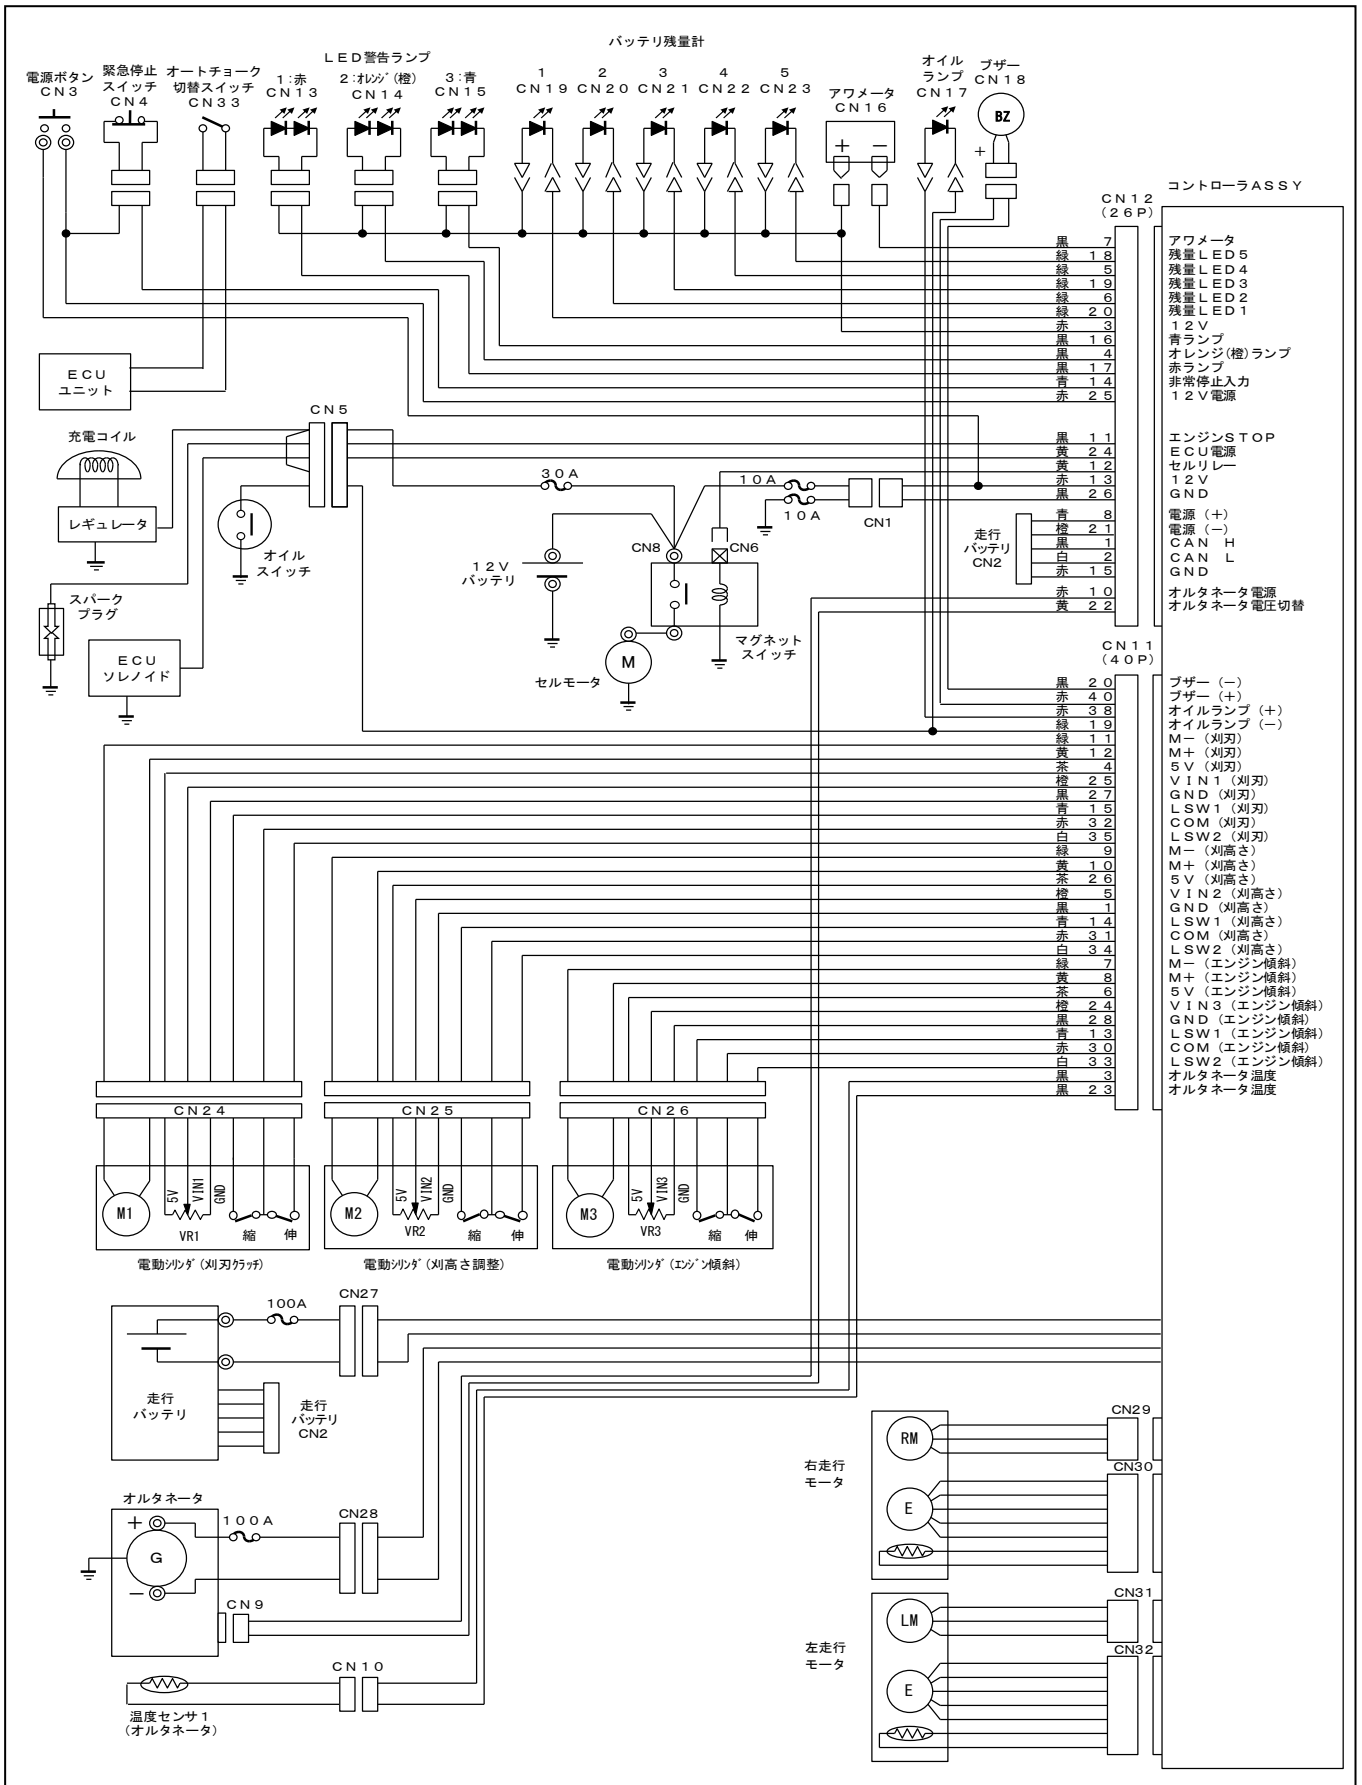 バッテリ残量計
電源ボタン
CN3
緊急停止
スイッチ
CN4
オートチョーク
切替スイッチ
CN33
LED警告ランプ
1:赤
CN13
2:オレンジ(橙)
CN14
3:青
CN15
1
CN19
2
CN20
3
CN21
4
CN22
5
CN23
アワメータ
CN16
+ −
オイル
ランプ
CN17
ブザー
CN18
BZ
+
コントローラASSY
CN12
(26P)
黒 7 アワメータ
緑 18 残量LED5
緑 5 残量LED4
緑 19 残量LED3
緑 6 残量LED2
緑 20 残量LED1
赤 3 12V
黒 16 青ランプ
黒 4 オレンジ(橙)ランプ
黒 17 赤ランプ
青 14 非常停止入力
赤 25 12V電源
黒 11 エンジンSTOP
黄 24 ECU電源
黄 12 セルリレー
赤 13 12V
黒 26 GND
青 8 電源(+)
橙 21 電源(−)
黒 1 CAN H
白 2 CAN L
赤 15 GND
赤 10 オルタネータ電源
黄 22 オルタネータ電圧切替
走行
バッテリ
CN2
ECU
ユニット
CN5
充電コイル
レギュレータ
オイル
スイッチ
30A
10A
10A
CN1
12V
バッテリ
CN8
CN6
マグネット
スイッチ
M
セルモータ
スパーク
プラグ
ECU
ソレノイド
CN11
(40P)
黒 20 ブザー(−)
赤 40 ブザー(+)
赤 38 オイルランプ(+)
緑 19 オイルランプ(−)
緑 11 M−(刈刃)
黄 12 M+(刈刃)
茶 4 5V(刈刃)
橙 25 VIN1(刈刃)
黒 27 GND(刈刃)
青 15 LSW1(刈刃)
赤 32 COM(刈刃)
白 35 LSW2(刈刃)
緑 9 M−(刈高さ)
黄 10 M+(刈高さ)
茶 26 5V(刈高さ)
橙 5 VIN2(刈高さ)
黒 1 GND(刈高さ)
青 14 LSW1(刈高さ)
赤 31 COM(刈高さ)
白 34 LSW2(刈高さ)
緑 7 M−(エンジン傾斜)
黄 8 M+(エンジン傾斜)
茶 6 5V(エンジン傾斜)
橙 24 VIN3(エンジン傾斜)
黒 28 GND(エンジン傾斜)
青 13 LSW1(エンジン傾斜)
赤 30 COM(エンジン傾斜)
白 33 LSW2(エンジン傾斜)
黒 3 オルタネータ温度
黒 23 オルタネータ温度
CN24
M1
5V
VIN1
GND
VR1
縮 伸
電動シリンダ(刈刃クラッチ)
CN25
M2
5V
VIN2
GND
VR2
縮 伸
電動シリンダ(刈高さ調整)
CN26
M3
5V
VIN3
GND
VR3
縮 伸
電動シリンダ(エンジン傾斜)
100A
CN27
走行
バッテリ
走行
バッテリ
CN2
オルタネータ
+
G
−
100A
CN28
CN9
CN10
温度センサ1
(オルタネータ)
右走行
モータ
RM
E
CN29
CN30
左走行
モータ
LM
E
CN31
CN32